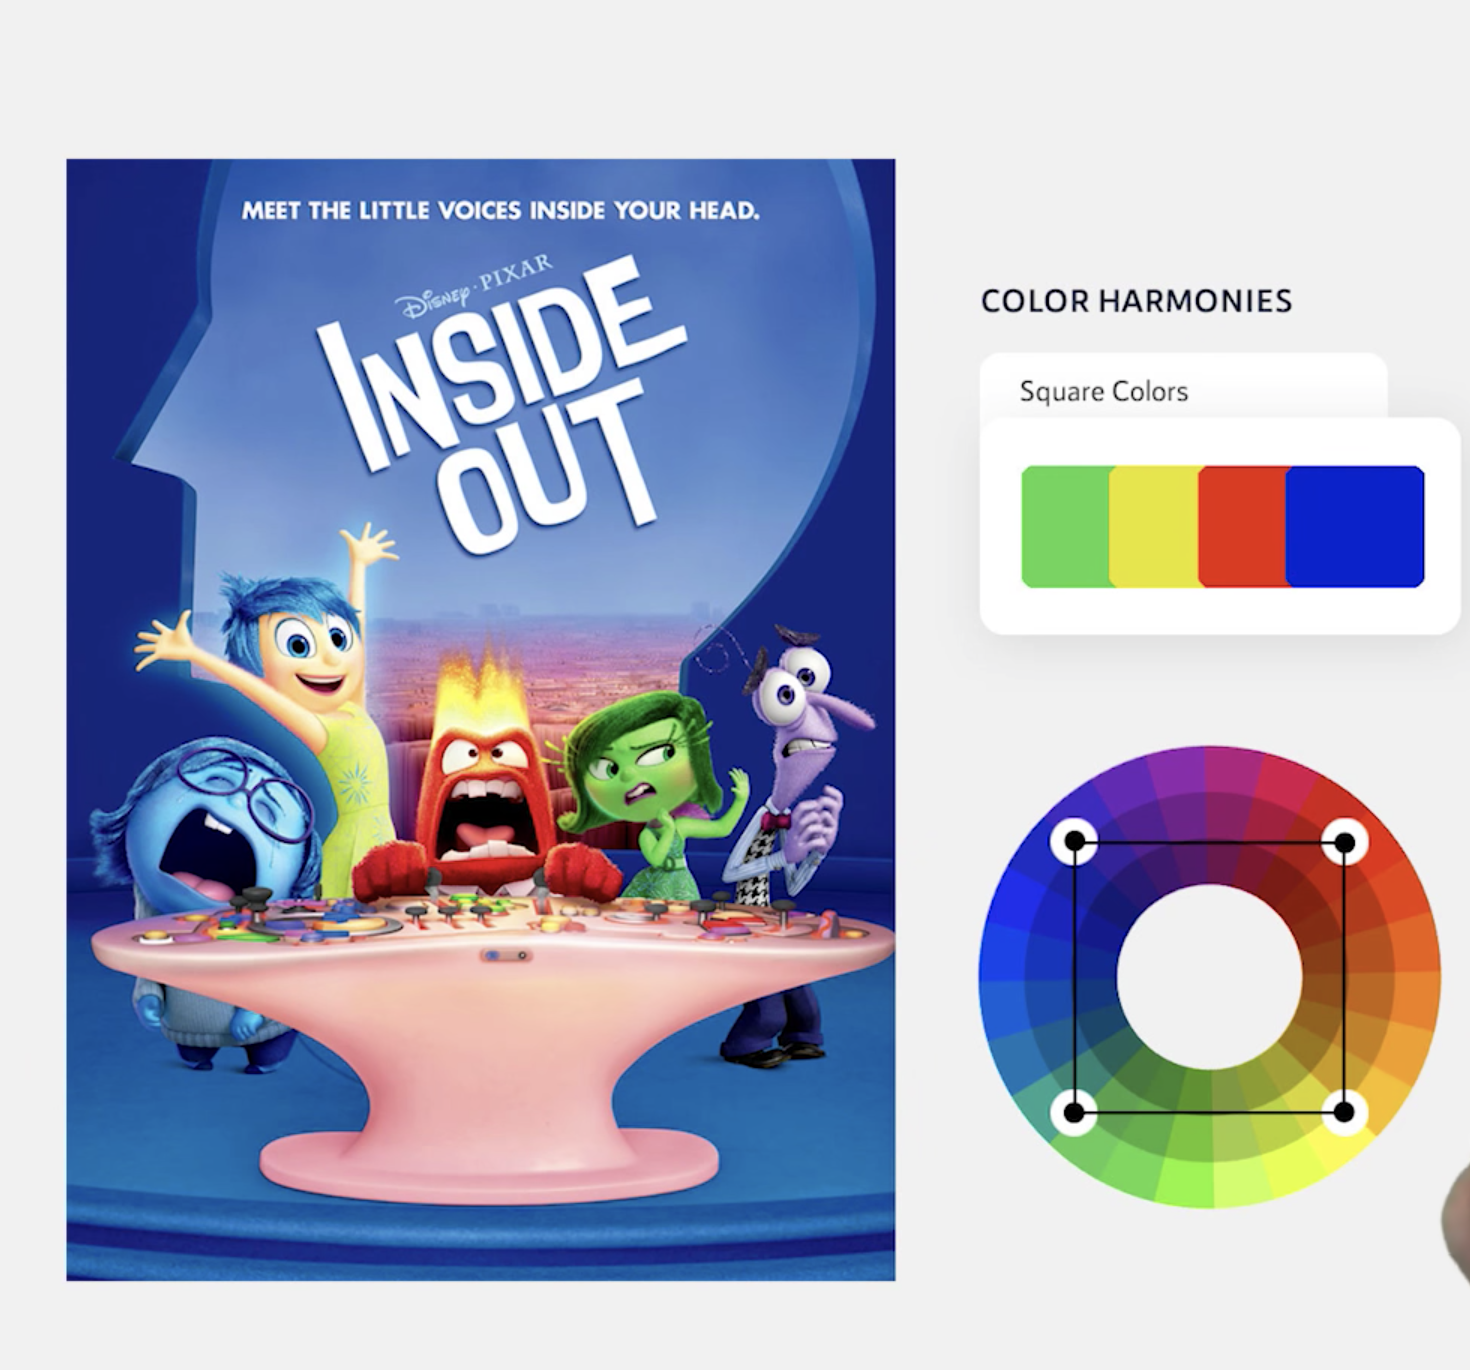 MEET THE LITTLE VOICES INSIDE YOUR HEAD.
DISNEY · PIXAR
INSIDE
OUT
COLOR HARMONIES
Square Colors